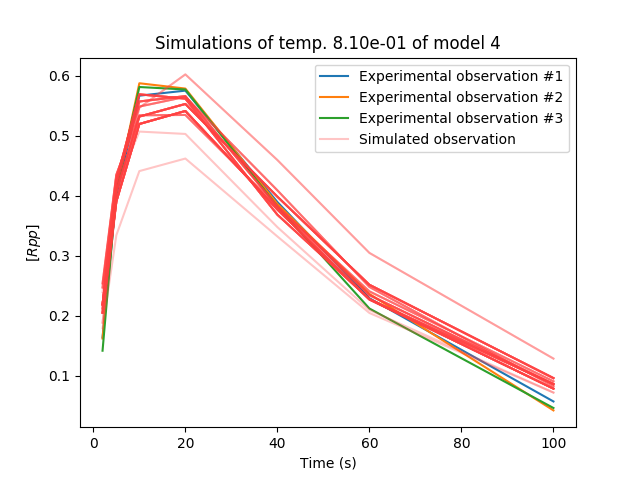 Simulations of temp. 8.10e-01 of model 4
Experimental observation #1
Experimental observation #2
Experimental observation #3
Simulated observation
[Rpp]
0.6
0.5
0.4
0.3
0.2
0.1
0 20 40 60 80 100
Time (s)